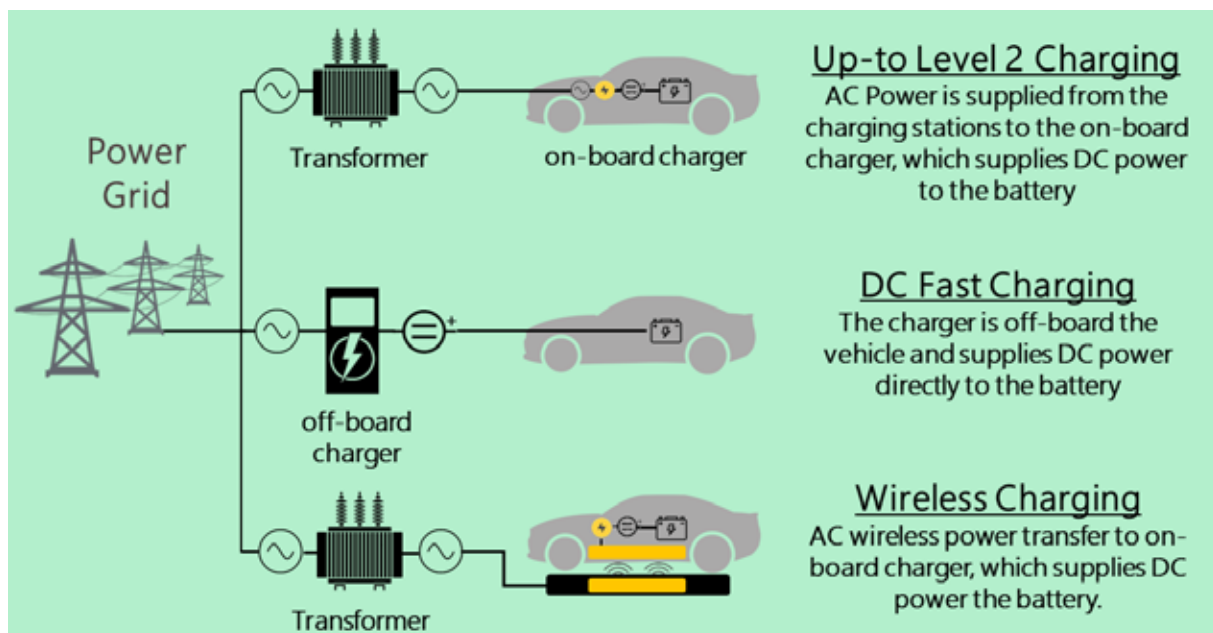 Up-to Level 2 Charging
AC Power is supplied from the
charging stations to the on-board
charger, which supplies DC power
to the battery
Transformer
on-board charger
Power
Grid
DC Fast Charging
The charger is off-board the
vehicle and supplies DC power
directly to the battery
off-board
charger
Wireless Charging
AC wireless power transfer to on-
board charger, which supplies DC
power the battery.
Transformer